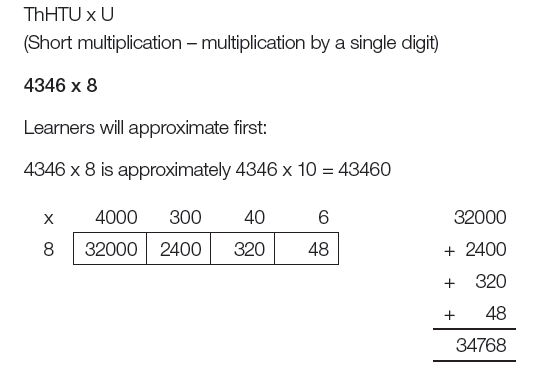 ThHTU x U
(Short multiplication – multiplication by a single digit)
4346 x 8
Learners will approximate first:
4346 x 8 is approximately 4346 x 10 = 43460
x 4000 300 40 6
8 32000 2400 320 48
32000
+ 2400
+ 320
+ 48
34768